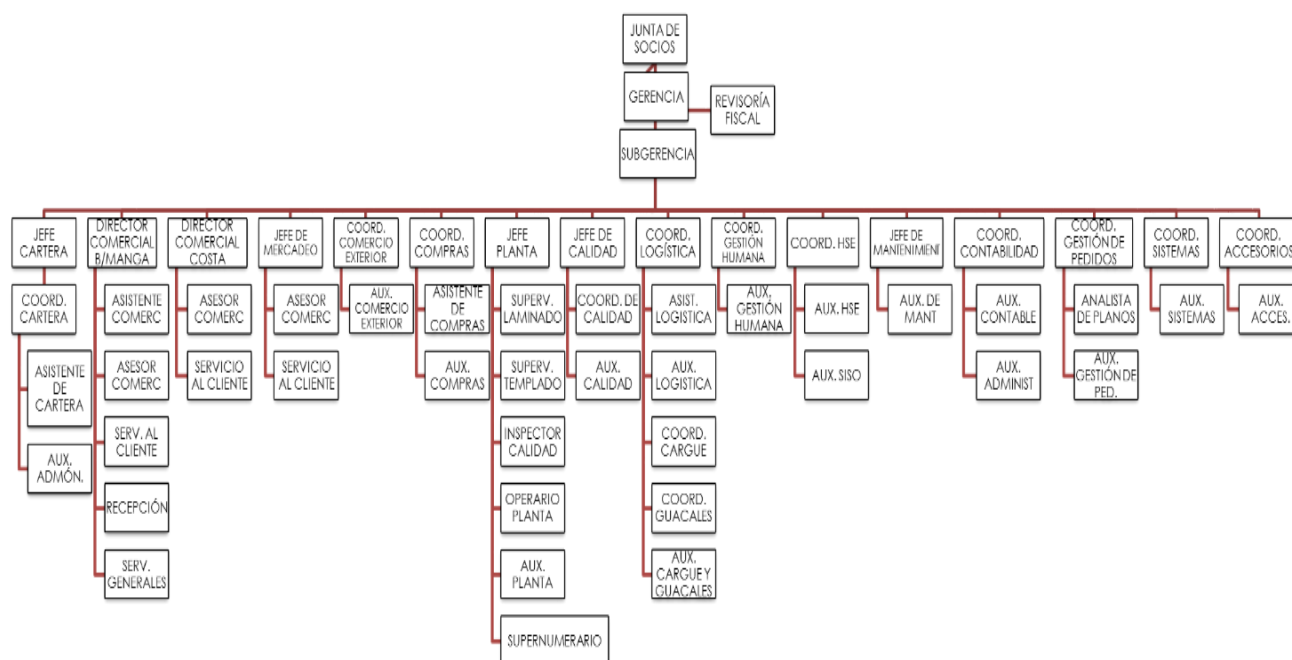 JUNTA DE
SOCIOS
GERENCIA
REVISORÍA
FISCAL
SUBGERENCIA
JEFE
CARTERA
DIRECTOR
COMERCIAL
B/MANGA
DIRECTOR
COMERCIAL
COSTA
JEFE DE
MERCADEO
COORD.
COMERCIO
EXTERIOR
COORD.
COMPRAS
JEFE
PLANTA
JEFE DE
CALIDAD
COORD.
LOGÍSTICA
COORD.
GESTIÓN
HUMANA
COORD. HSE
JEFE DE
MANTENIMIENT
COORD.
CONTABILIDAD
COORD.
GESTIÓN DE
PEDIDOS
COORD.
SISTEMAS
COORD.
ACCESORIOS
COORD.
CARTERA
ASISTENTE
COMERC
ASESOR
COMERC
ASESOR
COMERC
AUX.
COMERCIO
EXTERIOR
ASISTENTE
DE
COMPRAS
SUPERV.
LAMINADO
COORD. DE
CALIDAD
ASIST.
LOGISTICA
AUX.
GESTIÓN
HUMANA
AUX. HSE
AUX. DE
MANT
AUX.
CONTABLE
ANALISTA
DE PLANOS
AUX.
SISTEMAS
AUX.
ACCES.
ASISTENTE
DE
CARTERA
ASESOR
COMERC
SERVICIO
AL CLIENTE
SERVICIO
AL CLIENTE
AUX.
COMPRAS
SUPERV.
TEMPLADO
AUX.
CALIDAD
AUX.
LOGISTICA
AUX. SISO
AUX.
ADMINIST
AUX.
GESTIÓN DE
PED.
AUX.
ADMÓN.
SERV. AL
CLIENTE
INSPECTOR
CALIDAD
COORD.
CARGUE
RECEPCIÓN
OPERARIO
PLANTA
COORD.
GUACALES
SERV.
GENERALES
AUX.
PLANTA
AUX.
CARGUE Y
GUACALES
SUPERNUMERARIO